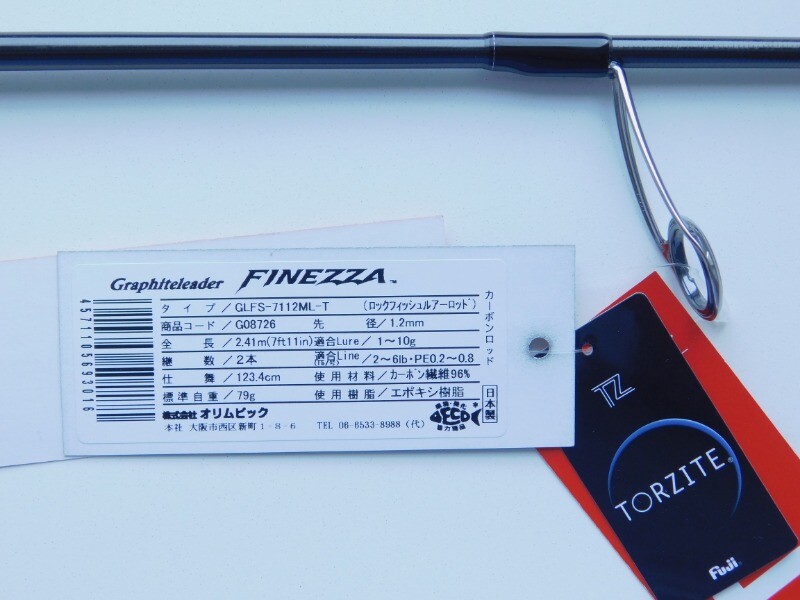 Graphiteleader FINEZZA™
タイプ／GLFS-7112ML-T （ロックフィッシュルアーロッド）
商品コード／G08726 先径／1.2mm
全長／2.41m(7ft11in) 適合Lure／1～10g
継数／2本 適合Line／2～6lb・PE0.2～0.8
仕舞／123.4cm 使用材料／カーボン繊維96%
標準自重／79g 使用樹脂／エポキシ樹脂
株式会社 オリムピック
本社 大阪市西区新町1-8-6 TEL 06-6533-8988（代）
4571105693016
カーボンロッド
日本製
TZ
TORZITE®
Fuji